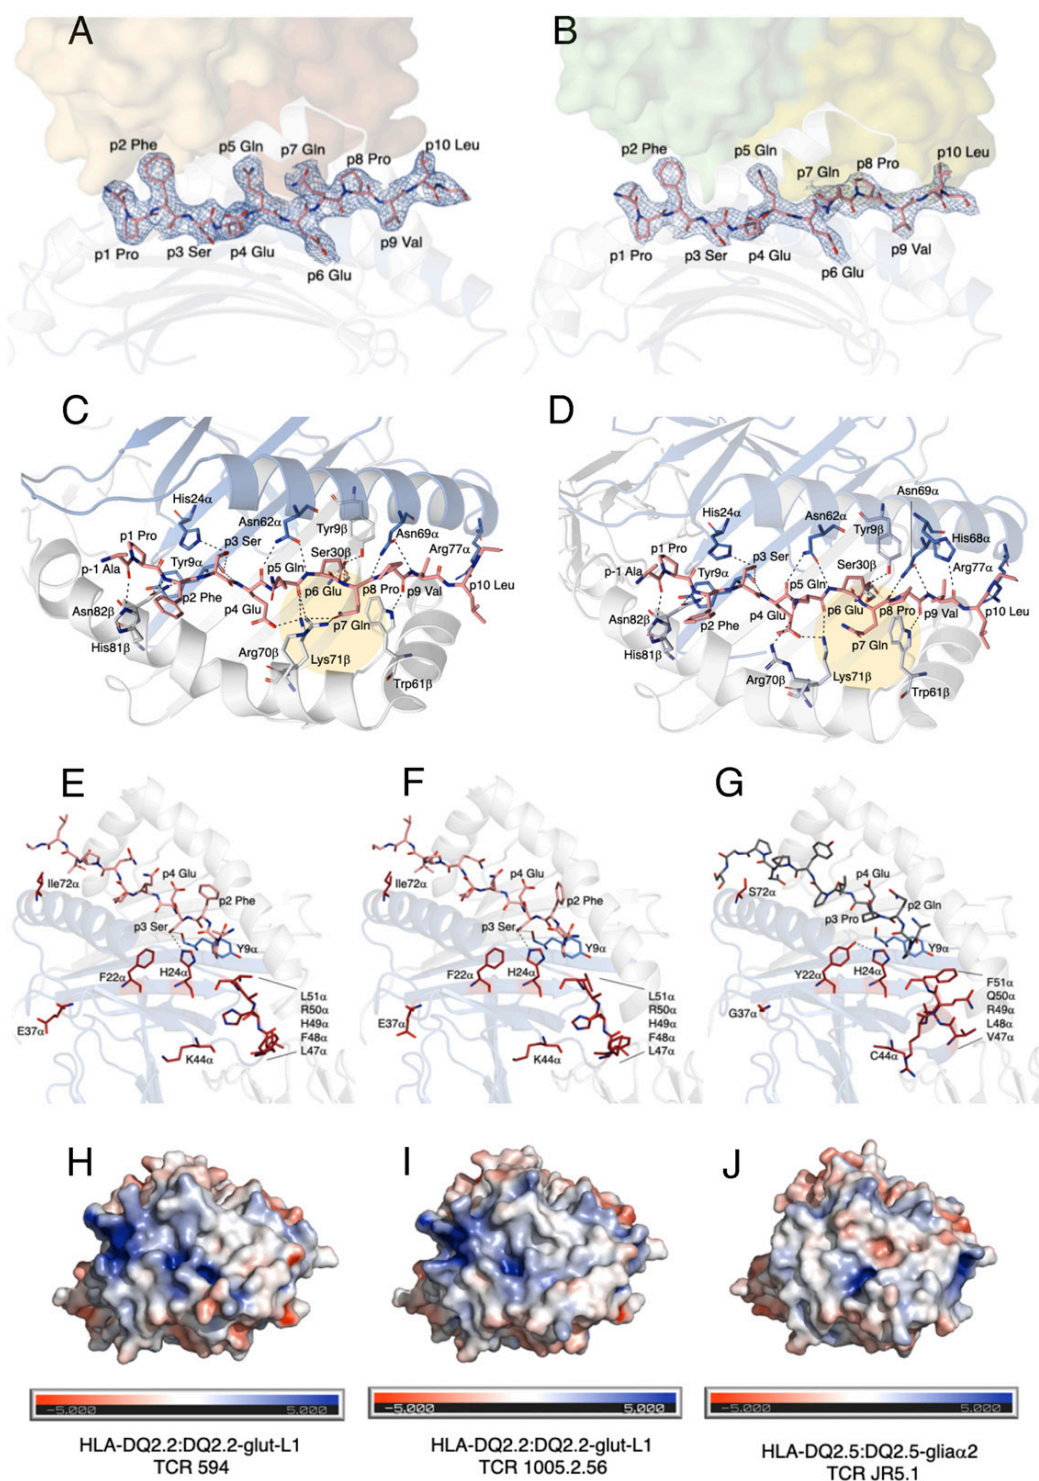 A
B
p2 Phe
p5 Gln
p7 Gln
p8 Pro
p10 Leu
p1 Pro
p3 Ser
p4 Glu
p6 Glu
p9 Val
p2 Phe
p5 Gln
p7 Gln
p8 Pro
p10 Leu
p1 Pro
p3 Ser
p4 Glu
p6 Glu
p9 Val
C
D
His24α
Asn62α
Tyr9β
Asn69α
p1 Pro
p3 Ser
Ser30β
Arg77α
p-1 Ala
Tyr9α
p5 Gln
p2 Phe
p6 Glu
p8 Pro
p9 Val
p10 Leu
Asn82β
p4 Glu
p7 Gln
His81β
Arg70β
Lys71β
Trp61β
Asn69α
His24α
Asn62α
Tyr9β
His68α
p1 Pro
p3 Ser
Ser30β
Arg77α
p-1 Ala
Tyr9α
p5 Gln
p10 Leu
Asn82β
p2 Phe
p4 Glu
p6 Glu
p8 Pro
p9 Val
His81β
p7 Gln
Arg70β
Lys71β
Trp61β
E
F
G
Ile72α
p4 Glu
p2 Phe
p3 Ser
Y9α
F22α
H24α
L51α
R50α
H49α
F48α
L47α
E37α
K44α
Ile72α
p4 Glu
p2 Phe
p3 Ser
Y9α
F22α
H24α
L51α
R50α
H49α
F48α
L47α
E37α
K44α
S72α
p4 Glu
p2 Gln
p3 Pro
Y9α
Y22α
H24α
F51α
Q50α
R49α
L48α
V47α
G37α
C44α
H
I
J
-5.000 5.000
-5.000 5.000
-5.000 5.000
HLA-DQ2.2:DQ2.2-glut-L1
TCR 594
HLA-DQ2.2:DQ2.2-glut-L1
TCR 1005.2.56
HLA-DQ2.5:DQ2.5-gliaα2
TCR JR5.1